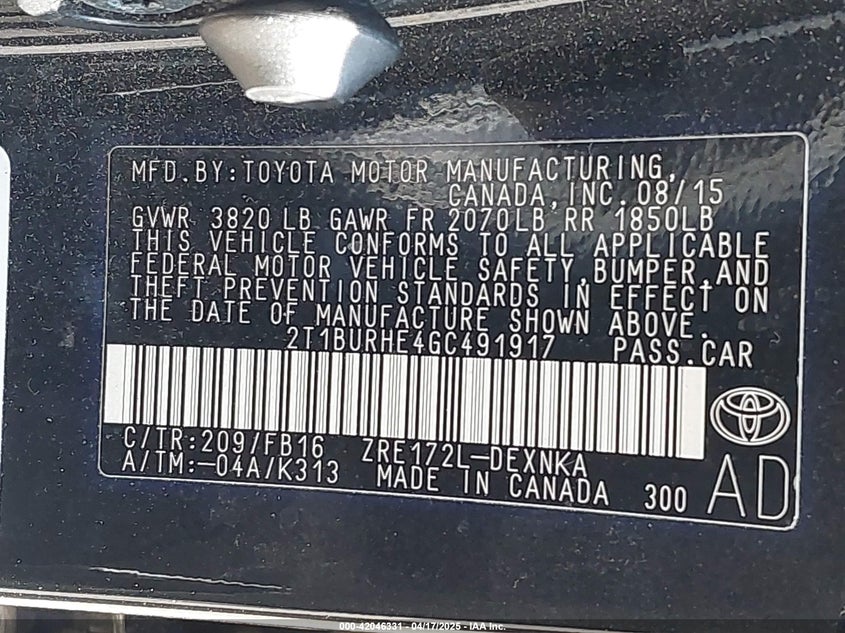 MFD.BY:TOYOTA MOTOR MANUFACTURING,
CANADA,INC.08/15
GVWR 3820 LB GAWR FR 2070LB RR 1850LB
THIS VEHICLE CONFORMS TO ALL APPLICABLE
FEDERAL MOTOR VEHICLE SAFETY,BUMPER,AND
THEFT PREVENTION STANDARDS IN EFFECT ON
THE DATE OF MANUFACTURE SHOWN ABOVE.
2T1BURHE4GC491917 PASS.CAR
C/TR:209/FB16 ZRE172L-DEXNKA
A/TM:-04A/K313 MADE IN CANADA 300 AD
000-42046331 - 04/17/2025 - IAA Inc.